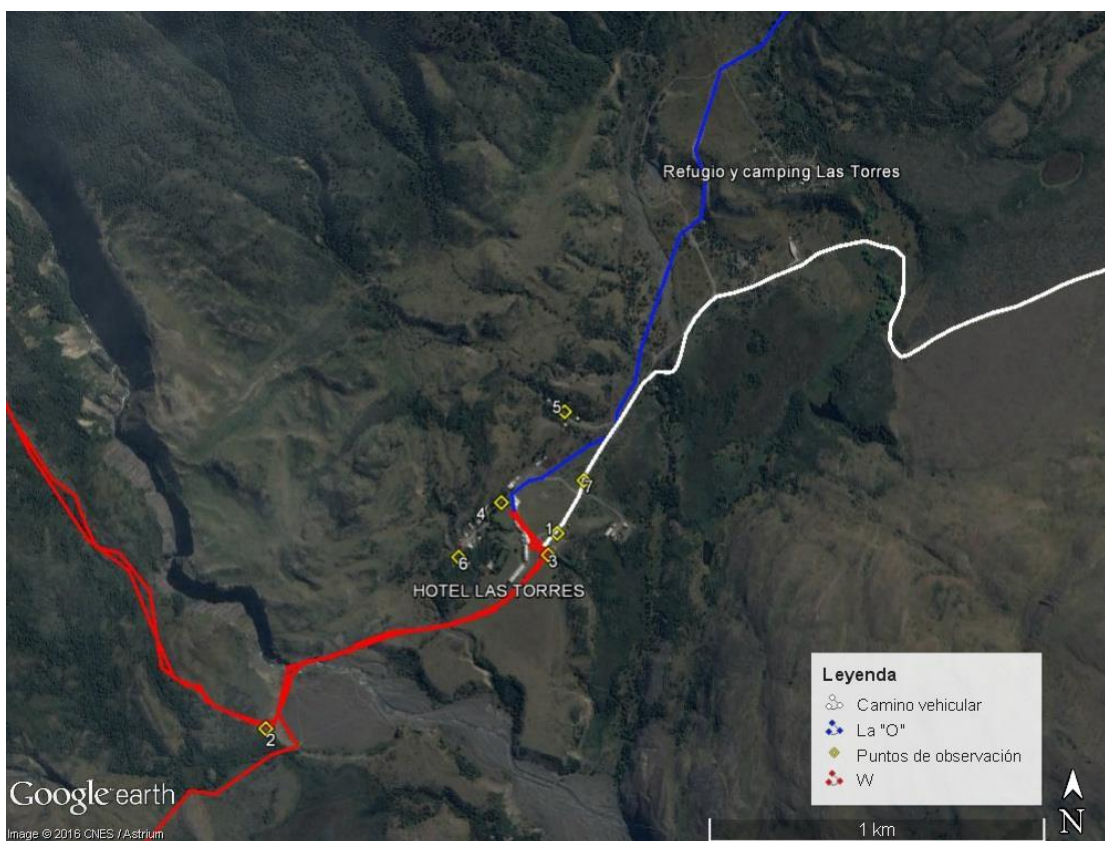 Refugio y camping Las Torres
5
4
7
1
3
6
HOTEL LAS TORRES
2
Leyenda
Camino vehicular
La "O"
Puntos de observación
W
Google earth
Image © 2016 CNES / Astrium
1 km
N